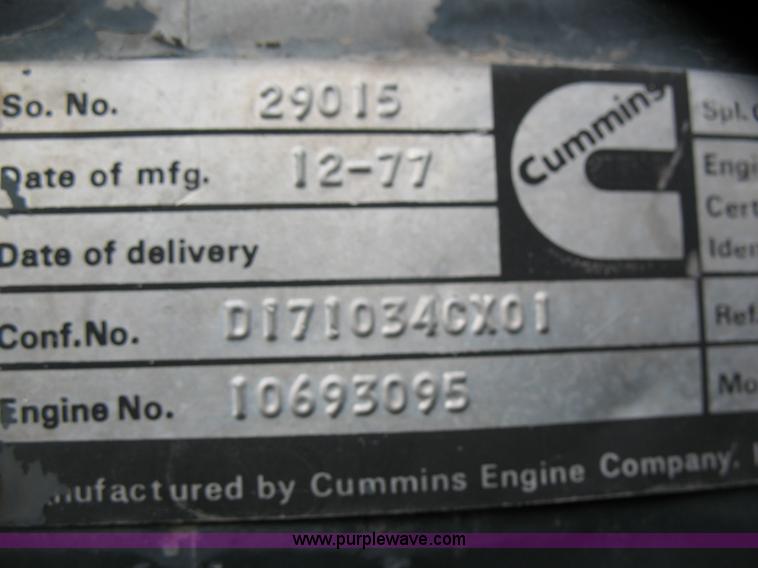 So. No. 29015
Date of mfg. 12-77
Date of delivery
Conf.No. D171034CX01
Engine No. 10693095
Cummins
Spl.
Engi
Cert
Iden
Ref.
Mo
nufactured by Cummins Engine Company.
www.purplewave.com